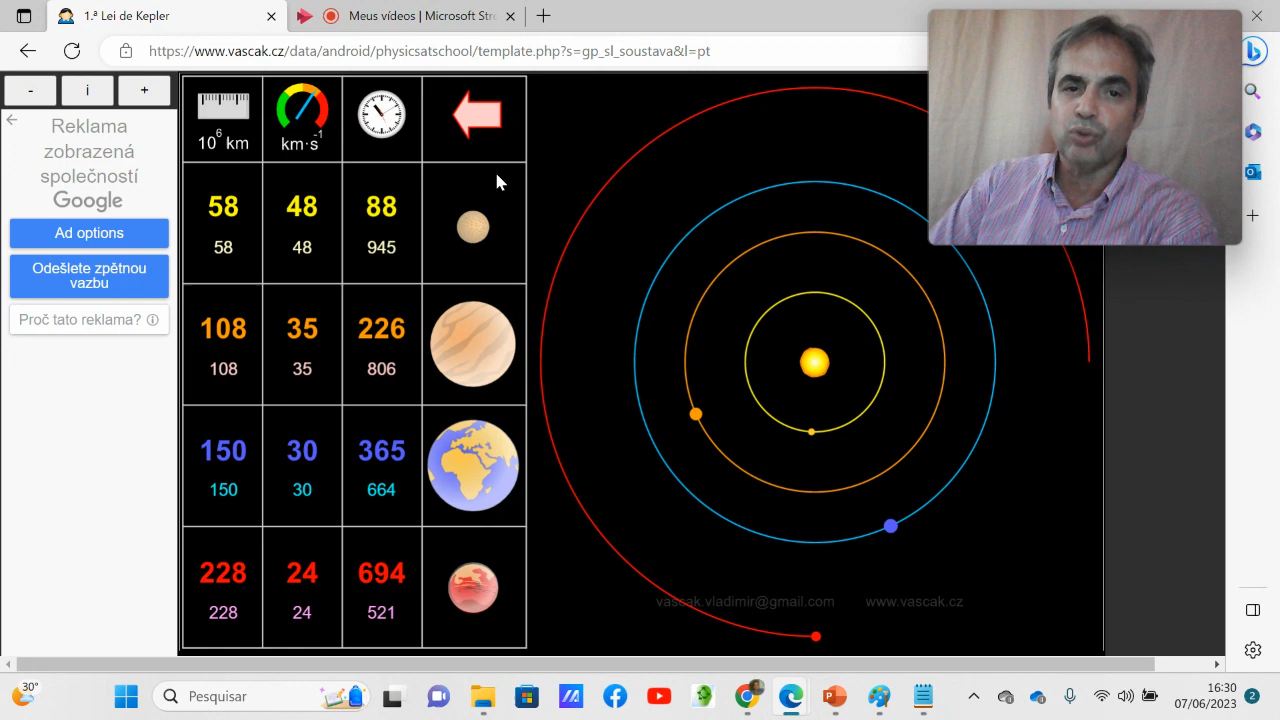 1.ª Lei de Kepler
Meus vídeos | Microsoft Str
https://www.vascak.cz/data/android/physicsatschool/template.php?s=gp_sl_soustava&l=pt
- i +
Reklama
zobrazená
společností
Google
Ad options
Odešlete zpětnou
vazbu
Proč tato reklama?
10⁶ km
km·s⁻¹
58 48 88
58 48 945
108 35 226
108 35 806
150 30 365
150 30 664
228 24 694
228 24 521
vascak.vladimir@gmail.com www.vascak.cz
30°
Pesquisar
16:30
07/06/2023
2